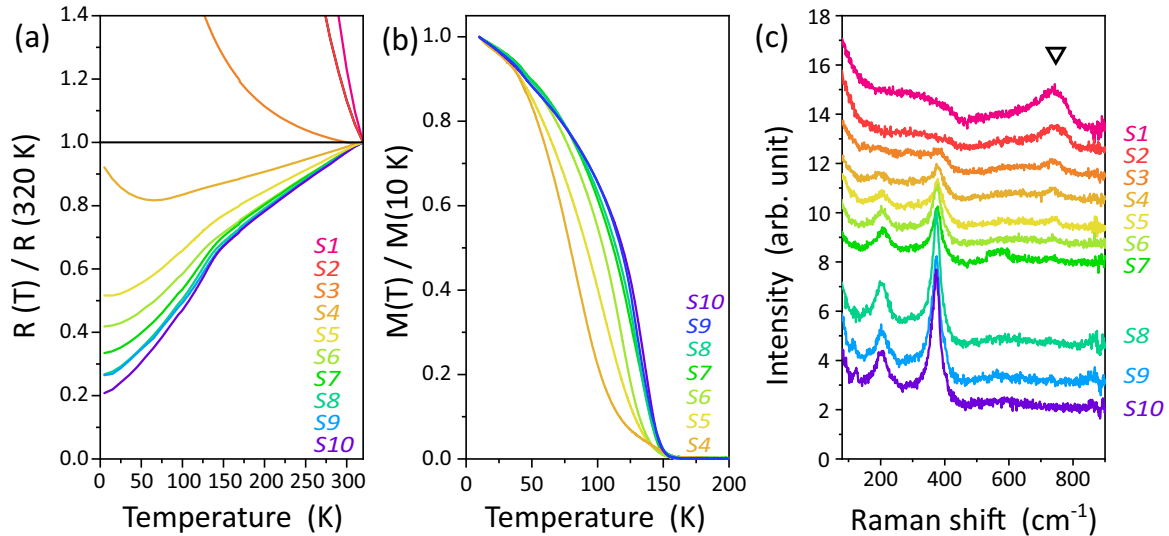 (a)
1.4
1.2
1.0
0.8
0.6
0.4
0.2
0.0
R (T) / R (320 K)
S1
S2
S3
S4
S5
S6
S7
S8
S9
S10
0 50 100 150 200 250 300
Temperature (K)
(b)
1.0
0.8
0.6
0.4
0.2
0.0
M(T) / M(10 K)
S10
S9
S8
S7
S6
S5
S4
0 50 100 150 200
Temperature (K)
(c)
18
16
14
12
10
8
6
4
2
0
Intensity (arb. unit)
S1
S2
S3
S4
S5
S6
S7
S8
S9
S10
200 400 600 800
Raman shift (cm⁻¹)